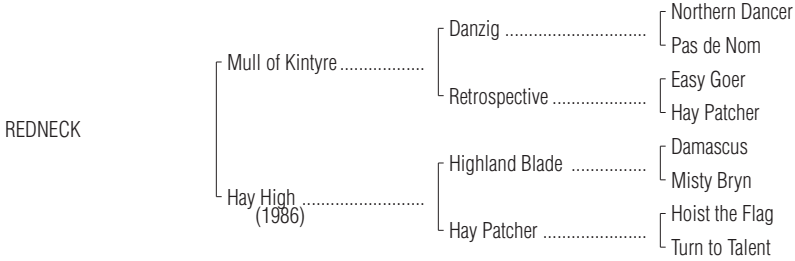 Northern Dancer
Danzig ..............................
Pas de Nom
Mull of Kintyre..................
Easy Goer
Retrospective ....................
Hay Patcher
REDNECK
Damascus
Highland Blade ................
Misty Bryn
Hay High ..........................
(1986)
Hoist the Flag
Hay Patcher ......................
Turn to Talent